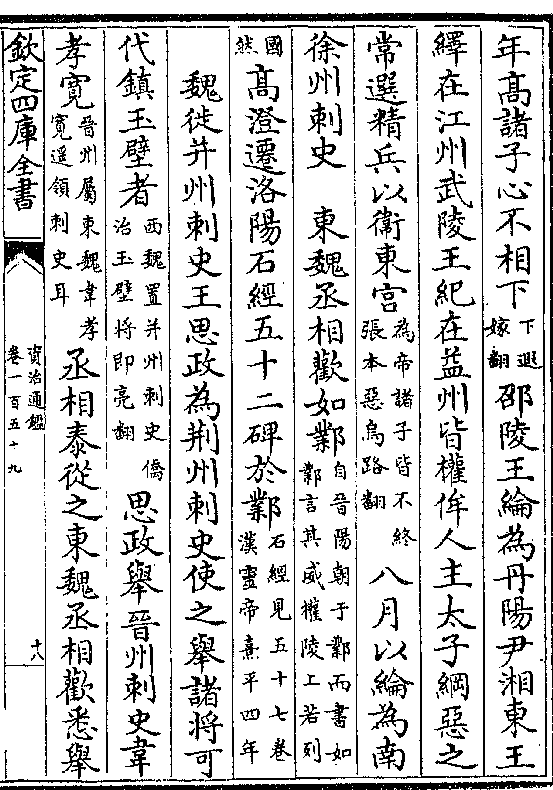 年髙諸子心不相下下遐嫁翻邵陵王綸為丹陽尹湘東王
繹在江州武陵王紀在益州皆權侔人主太子綱惡之
常選精兵以衛東宮為帝諸子皆不終張本惡烏路翻八月以綸為南
徐州刺史　東魏丞相歡如鄴自晉陽朝于鄴而書如鄴言其威權陵上若列
國然髙澄遷洛陽石經五十二碑於鄴石經見五十七卷漢靈帝熹平四年
魏徙并州刺史王思政為荆州刺史使之舉諸將可
代鎮玉壁者西魏置并州刺史僑治玉壁將即亮翻思政舉晉州刺史韋
孝寛晉州屬東魏韋孝寛遥領刺史耳丞相泰從之東魏丞相歡悉舉
欽定四庫全書
資治通鑑
卷一百五十九
十八